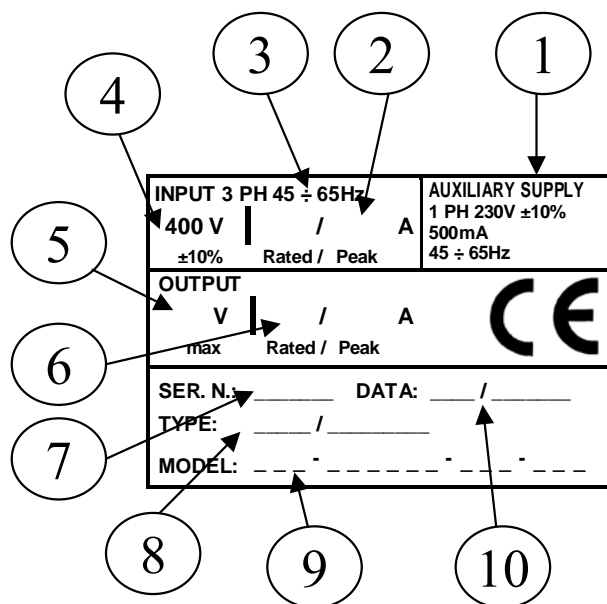 4 3 2 1
INPUT 3 PH 45 ÷ 65Hz
400 V / A
±10% Rated / Peak
AUXILIARY SUPPLY
1 PH 230V ±10%
500mA
45 ÷ 65Hz
5
OUTPUT
V / A
max Rated / Peak
CE
6
SER. N.: _______ DATA: ____ / _______
TYPE: _____ / _________
MODEL: _ _ _ - _ _ _ _ _ _ - _ _ _ - _ _ _
7
8 9 10